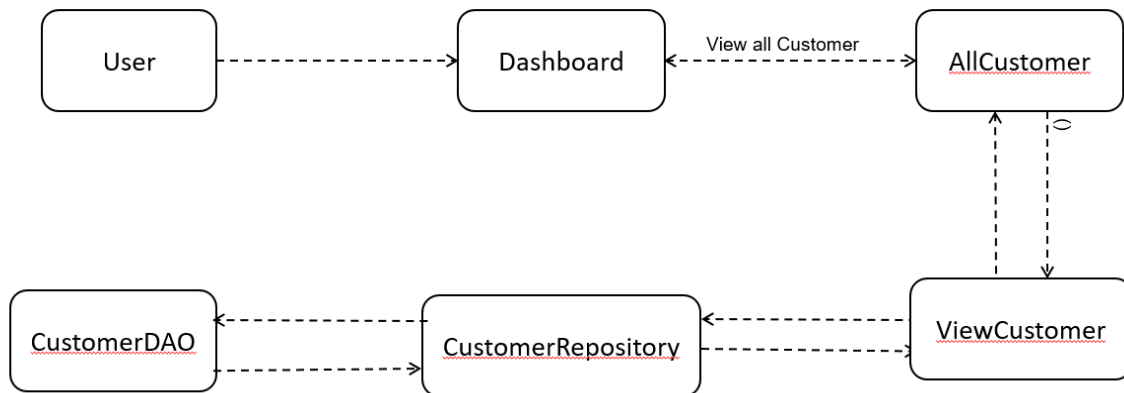 User
Dashboard
View all Customer
AllCustomer
()
CustomerDAO
CustomerRepository
ViewCustomer